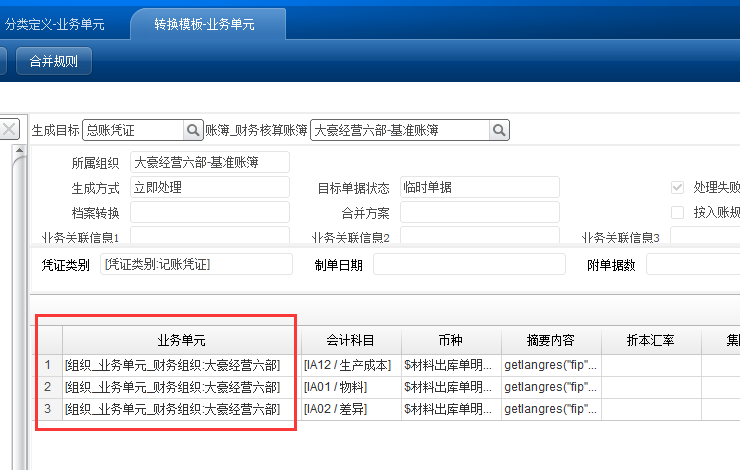 分类定义-业务单元 转换模板-业务单元
合并规则
生成目标 总账凭证 账簿_财务核算账簿 大豪经营六部-基准账簿
所属组织 大豪经营六部-基准账簿
生成方式 立即处理 目标单据状态 临时单据 处理失败
档案转换 合并方案 按入账规
业务关联信息1 业务关联信息2 业务关联信息3
凭证类别 [凭证类别:记账凭证] 制单日期 附单据数
业务单元 会计科目 币种 摘要内容 折本汇率 集
1 [组织_业务单元_财务组织:大豪经营六部] [IA12 / 生产成本] $材料出库单明... getlangres("fip"...
2 [组织_业务单元_财务组织:大豪经营六部] [IA01 / 物料] $材料出库单明... getlangres("fip"...
3 [组织_业务单元_财务组织:大豪经营六部] [IA02 / 差异] $材料出库单明... getlangres("fip"...